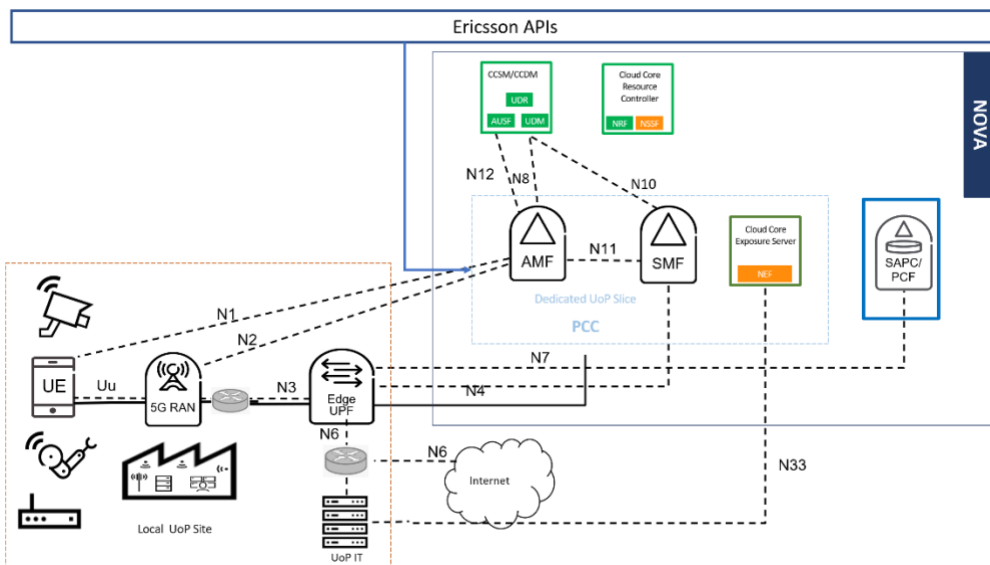 Ericsson APIs
NOVA
CCSM/CCDM
UDR
AUSF
UDM
Cloud Core
Resource
Controller
NRF
NSSF
N12
N8
N10
AMF
N11
SMF
Cloud Core
Exposure Server
NEF
SAPC/
PCF
Dedicated UoP Slice
PCC
N1
N2
N7
UE
Uu
5G RAN
N3
Edge
UPF
N4
N6
N6
Internet
N33
Local UoP Site
UoP IT